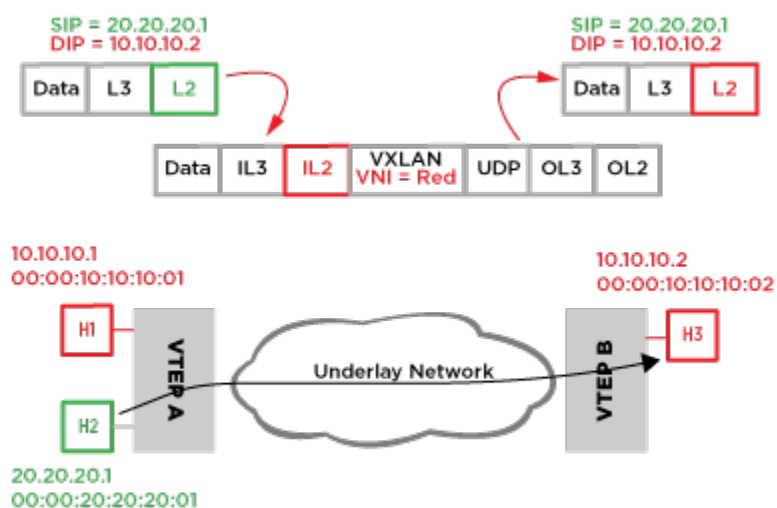 SIP = 20.20.20.1
DIP = 10.10.10.2
Data L3 L2
SIP = 20.20.20.1
DIP = 10.10.10.2
Data L3 L2
Data IL3 IL2 VXLAN UDP OL3 OL2
VNI = Red
10.10.10.1
00:00:10:10:10:01
H1
VTEP A
H2
20.20.20.1
00:00:20:20:20:01
Underlay Network
10.10.10.2
00:00:10:10:10:02
VTEP B
H3